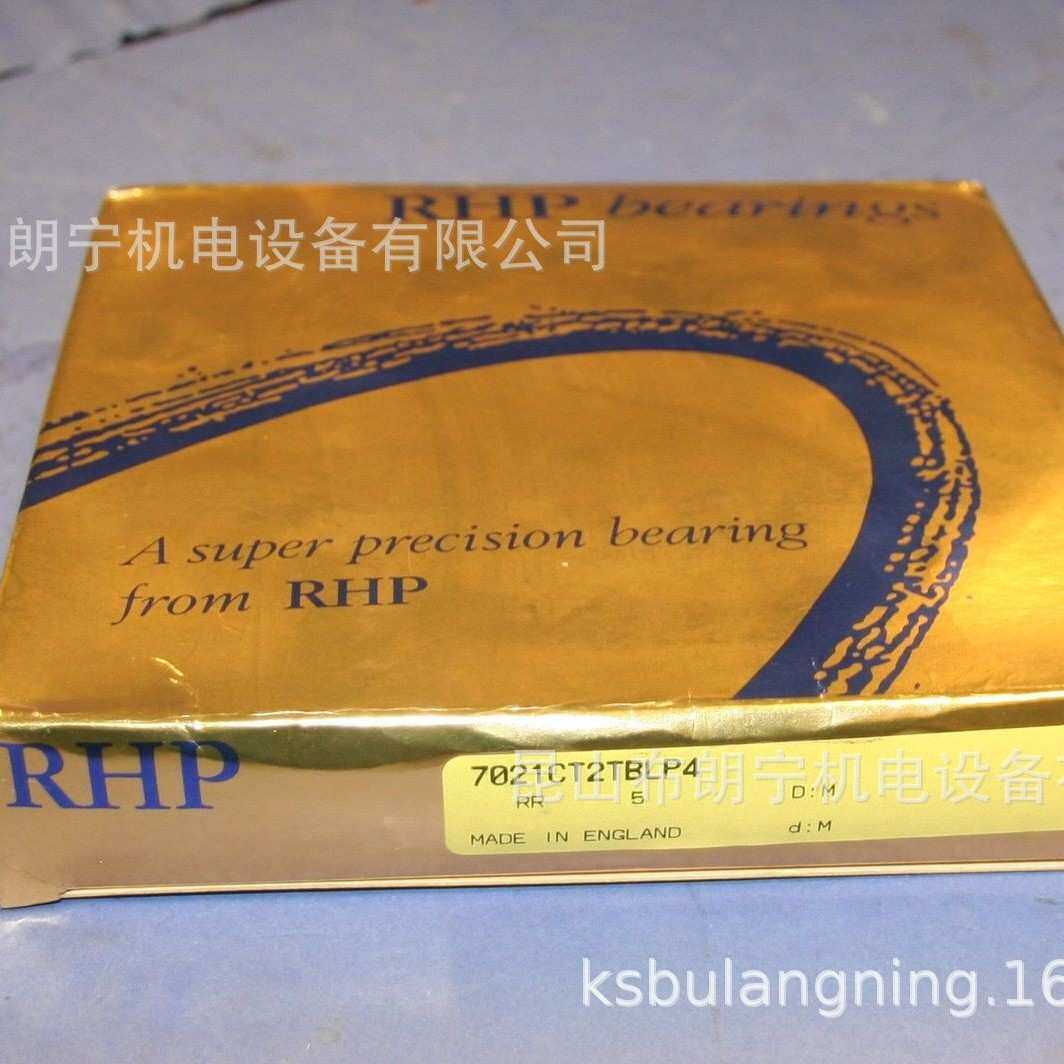 RHP bearings
朗宁机电设备有限公司
A super precision bearing
from RHP
RHP
7021CT2TBLP4
RR 5 D:M
MADE IN ENGLAND d:M
昆山布朗宁机电设备
ksbulangning.16